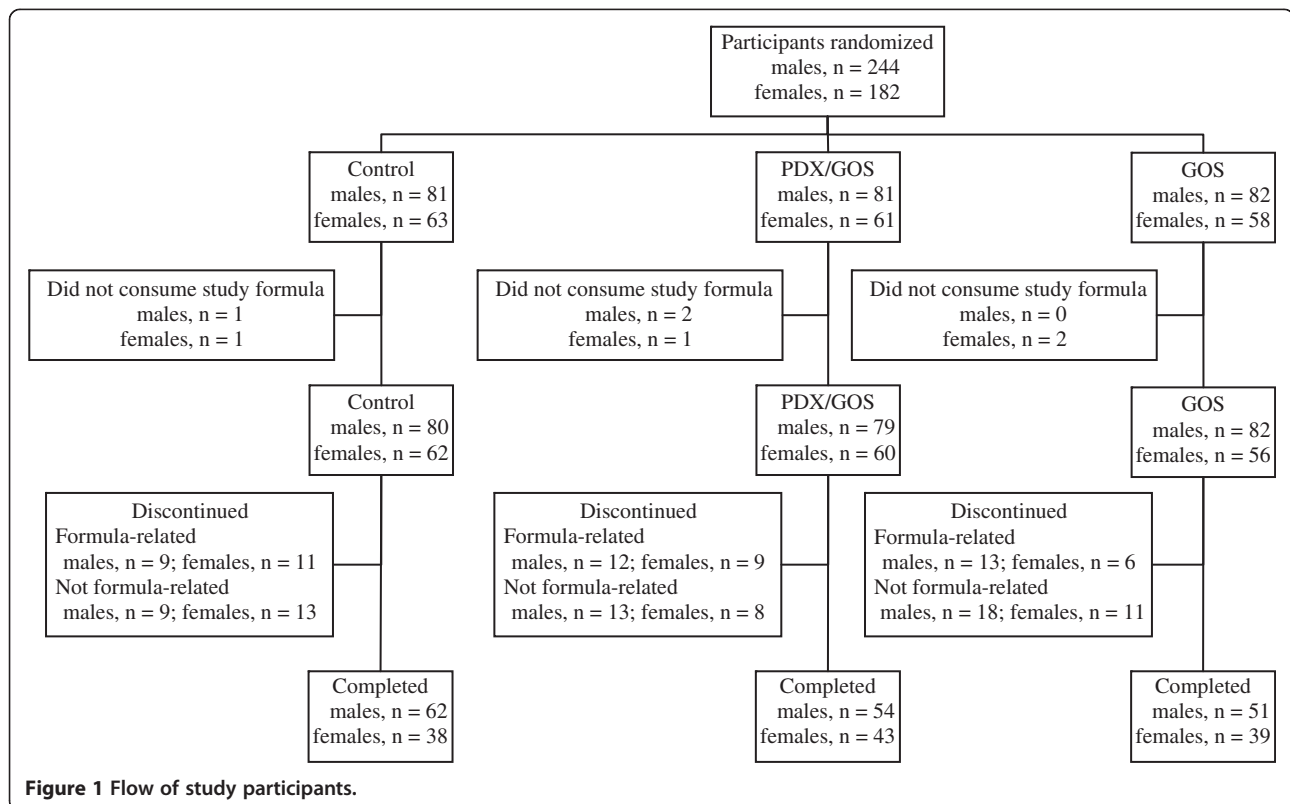 Participants randomized
males, n = 244
females, n = 182
Control
males, n = 81
females, n = 63
PDX/GOS
males, n = 81
females, n = 61
GOS
males, n = 82
females, n = 58
Did not consume study formula
males, n = 1
females, n = 1
Did not consume study formula
males, n = 2
females, n = 1
Did not consume study formula
males, n = 0
females, n = 2
Control
males, n = 80
females, n = 62
PDX/GOS
males, n = 79
females, n = 60
GOS
males, n = 82
females, n = 56
Discontinued
Formula-related
males, n = 9; females, n = 11
Not formula-related
males, n = 9; females, n = 13
Discontinued
Formula-related
males, n = 12; females, n = 9
Not formula-related
males, n = 13; females, n = 8
Discontinued
Formula-related
males, n = 13; females, n = 6
Not formula-related
males, n = 18; females, n = 11
Completed
males, n = 62
females, n = 38
Completed
males, n = 54
females, n = 43
Completed
males, n = 51
females, n = 39
Figure 1 Flow of study participants.